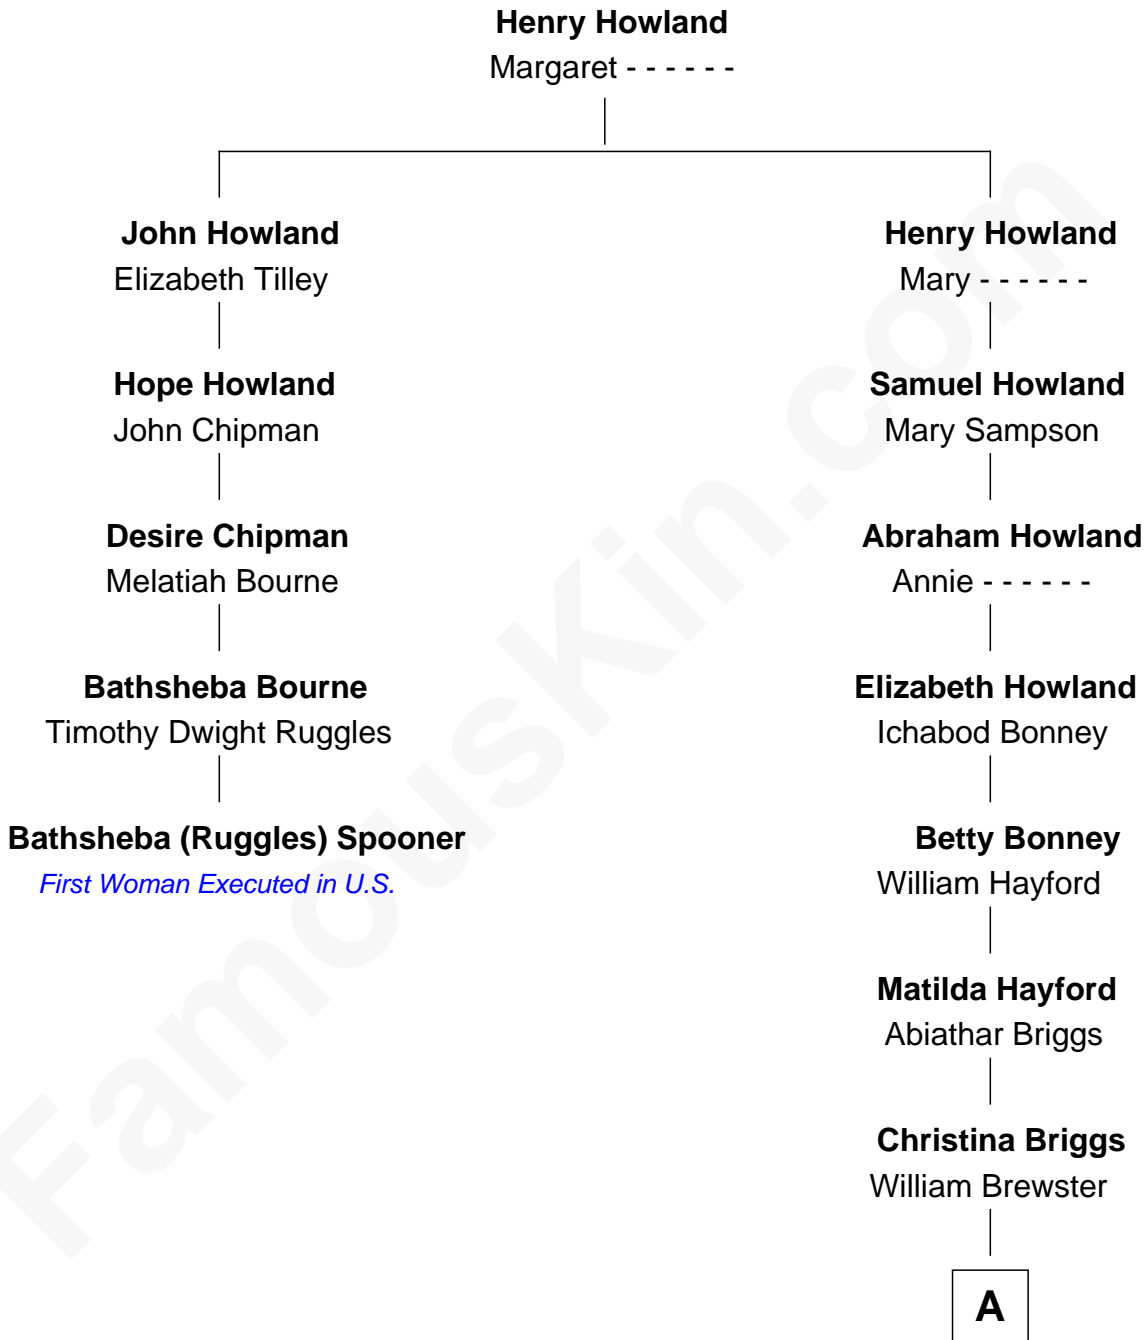 Henry Howland
Margaret - - - - - -
John Howland
Elizabeth Tilley
Henry Howland
Mary - - - - - -
Hope Howland
John Chipman
Samuel Howland
Mary Sampson
Desire Chipman
Melatiah Bourne
Abraham Howland
Annie - - - - - -
Bathsheba Bourne
Timothy Dwight Ruggles
Elizabeth Howland
Ichabod Bonney
Bathsheba (Ruggles) Spooner
First Woman Executed in U.S.
Betty Bonney
William Hayford
Matilda Hayford
Abiathar Briggs
Christina Briggs
William Brewster
A
FamousKin.com